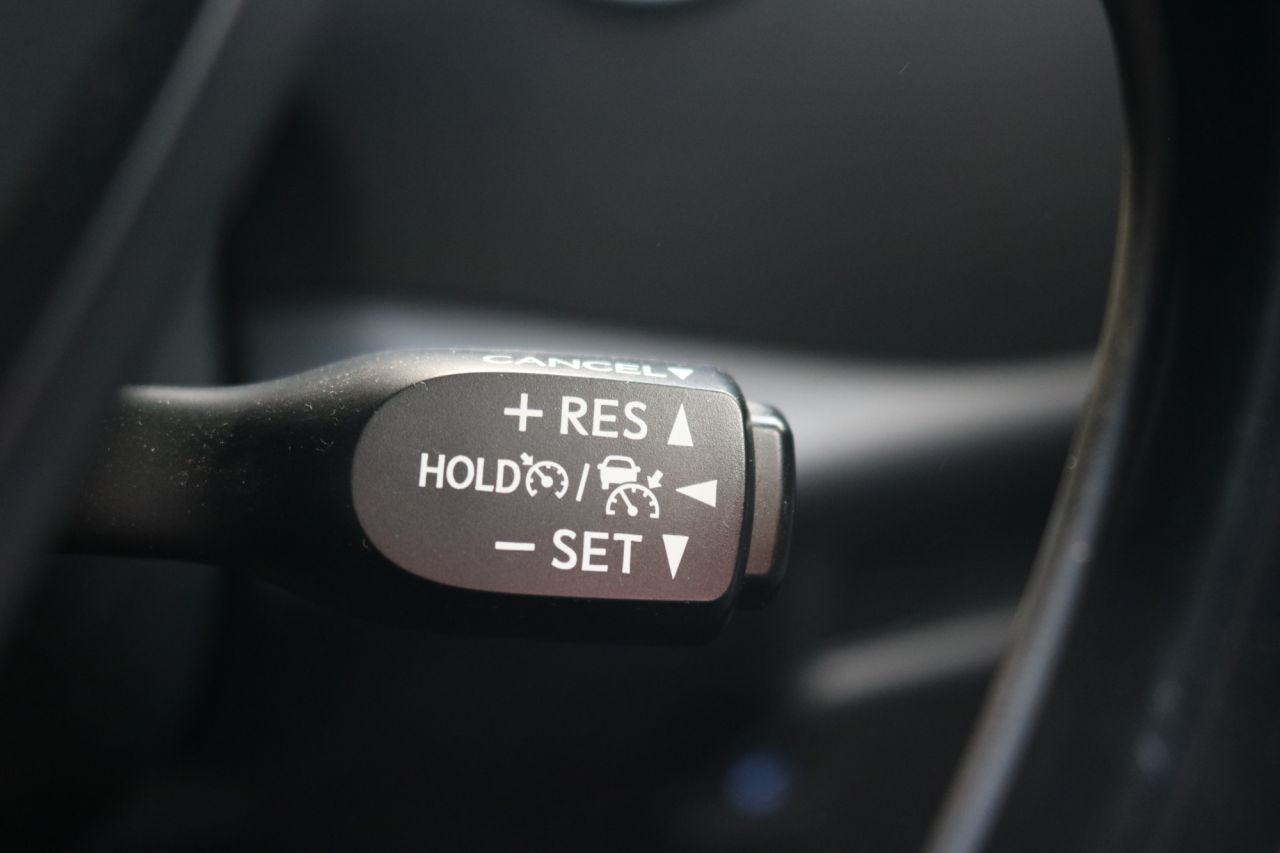 CANCEL▼
+ RES ▲
HOLD / ◀
− SET ▼